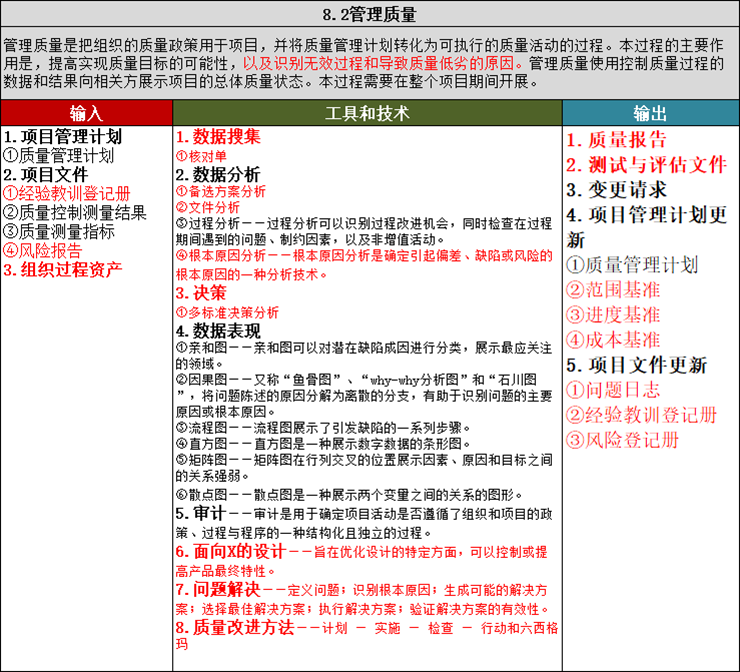 8.2管理质量
管理质量是把组织的质量政策用于项目，并将质量管理计划转化为可执行的质量活动的过程。本过程的主要作
用是，提高实现质量目标的可能性，以及识别无效过程和导致质量低劣的原因。管理质量使用控制质量过程的
数据和结果向相关方展示项目的总体质量状态。本过程需要在整个项目期间开展。
输入
1.项目管理计划
①质量管理计划
2.项目文件
①经验教训登记册
②质量控制测量结果
③质量测量指标
④风险报告
3.组织过程资产
工具和技术
1.数据搜集
①核对单
2.数据分析
①备选方案分析
②文件分析
③过程分析——过程分析可以识别过程改进机会，同时检查在过程
期间遇到的问题、制约因素，以及非增值活动。
④根本原因分析——根本原因分析是确定引起偏差、缺陷或风险的
根本原因的一种分析技术。
3.决策
①多标准决策分析
4.数据表现
①亲和图——亲和图可以对潜在缺陷成因进行分类，展示最应关注
的领域。
②因果图——又称“鱼骨图”、“why-why分析图”和“石川图
”，将问题陈述的原因分解为离散的分支，有助于识别问题的主要
原因或根本原因。
③流程图——流程图展示了引发缺陷的一系列步骤。
④直方图——直方图是一种展示数字数据的条形图。
⑤矩阵图——矩阵图在行列交叉的位置展示因素、原因和目标之间
的关系强弱。
⑥散点图——散点图是一种展示两个变量之间的关系的图形。
5.审计——审计是用于确定项目活动是否遵循了组织和项目的政
策、过程与程序的一种结构化且独立的过程。
6.面向X的设计——旨在优化设计的特定方面，可以控制或提
高产品最终特性。
7.问题解决——定义问题；识别根本原因；生成可能的解决方
案；选择最佳解决方案；执行解决方案；验证解决方案的有效性。
8.质量改进方法——计划 － 实施 － 检查 － 行动和六西格
玛
输出
1.质量报告
2.测试与评估文件
3.变更请求
4.项目管理计划更
新
①质量管理计划
②范围基准
③进度基准
④成本基准
5.项目文件更新
①问题日志
②经验教训登记册
③风险登记册